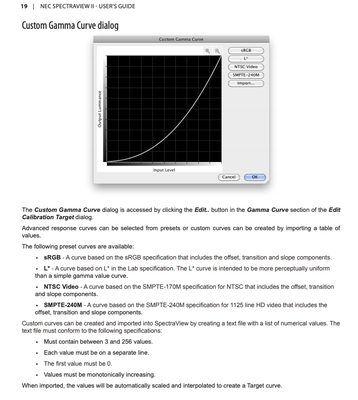 19 | NEC SPECTRAVIEW II - USER'S GUIDE
Custom Gamma Curve dialog
Custom Gamma Curve
sRGB
L*
NTSC Video
SMPTE-240M
Import...
Output Luminance
Input Level
Cancel
OK
The Custom Gamma Curve dialog is accessed by clicking the Edit.. button in the Gamma Curve section of the Edit
Calibration Target dialog.
Advanced response curves can be selected from presets or custom curves can be created by importing a table of
values.
The following preset curves are available:
• sRGB - A curve based on the sRGB specification that includes the offset, transition and slope components.
• L* - A curve based on L* in the Lab specification. The L* curve is intended to be more perceptually uniform
than a simple gamma value curve.
• NTSC Video - A curve based on the SMPTE-170M specification for NTSC that includes the offset, transition
and slope components.
• SMPTE-240M - A curve based on the SMPTE-240M specification for 1125 line HD video that includes the
offset, transition and slope components.
Custom curves can be created and imported into SpectraView by creating a text file with a list of numerical values. The
text file must conform to the following specifications:
• Must contain between 3 and 256 values.
• Each value must be on a separate line.
• The first value must be 0.
• Values must be monotonically increasing.
When imported, the values will be automatically scaled and interpolated to create a Target curve.